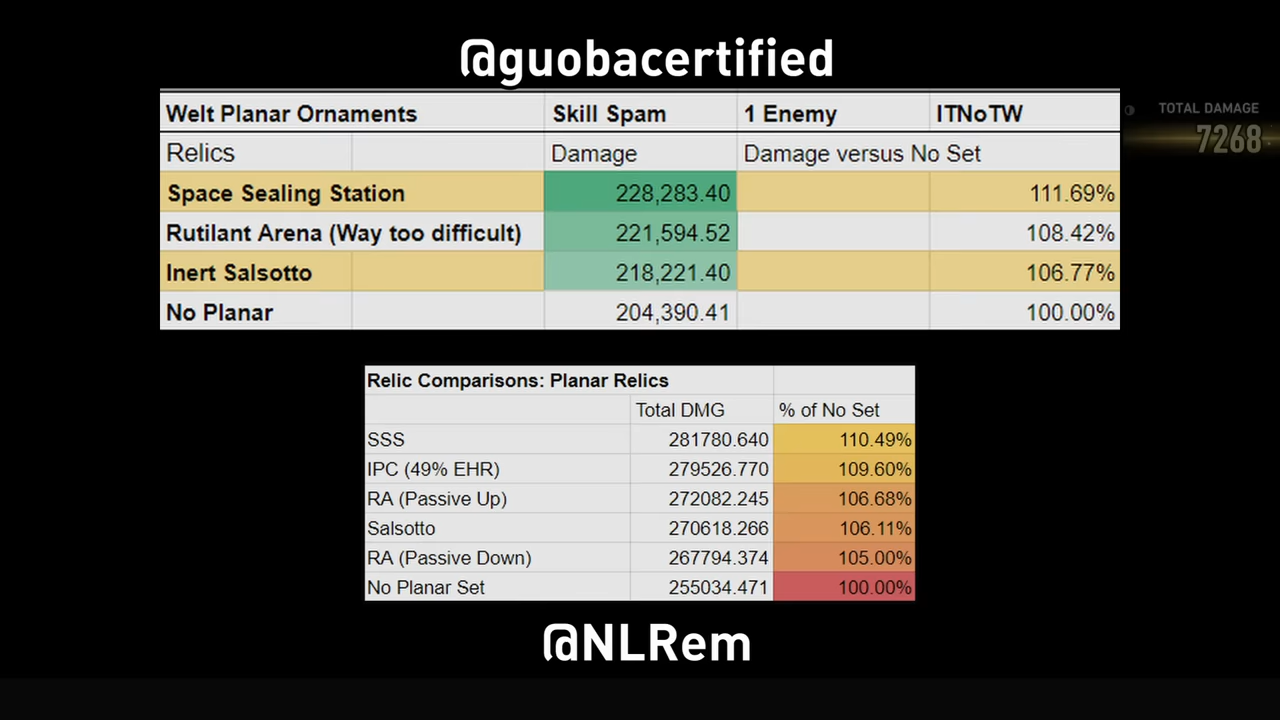 @guobacertified
Welt Planar Ornaments Skill Spam 1 Enemy ITNoTW
TOTAL DAMAGE
7268
Relics Damage Damage versus No Set
Space Sealing Station 228,283.40 111.69%
Rutilant Arena (Way too difficult) 221,594.52 108.42%
Inert Salsotto 218,221.40 106.77%
No Planar 204,390.41 100.00%
Relic Comparisons: Planar Relics
Total DMG % of No Set
SSS 281780.640 110.49%
IPC (49% EHR) 279526.770 109.60%
RA (Passive Up) 272082.245 106.68%
Salsotto 270618.266 106.11%
RA (Passive Down) 267794.374 105.00%
No Planar Set 255034.471 100.00%
@NLRem